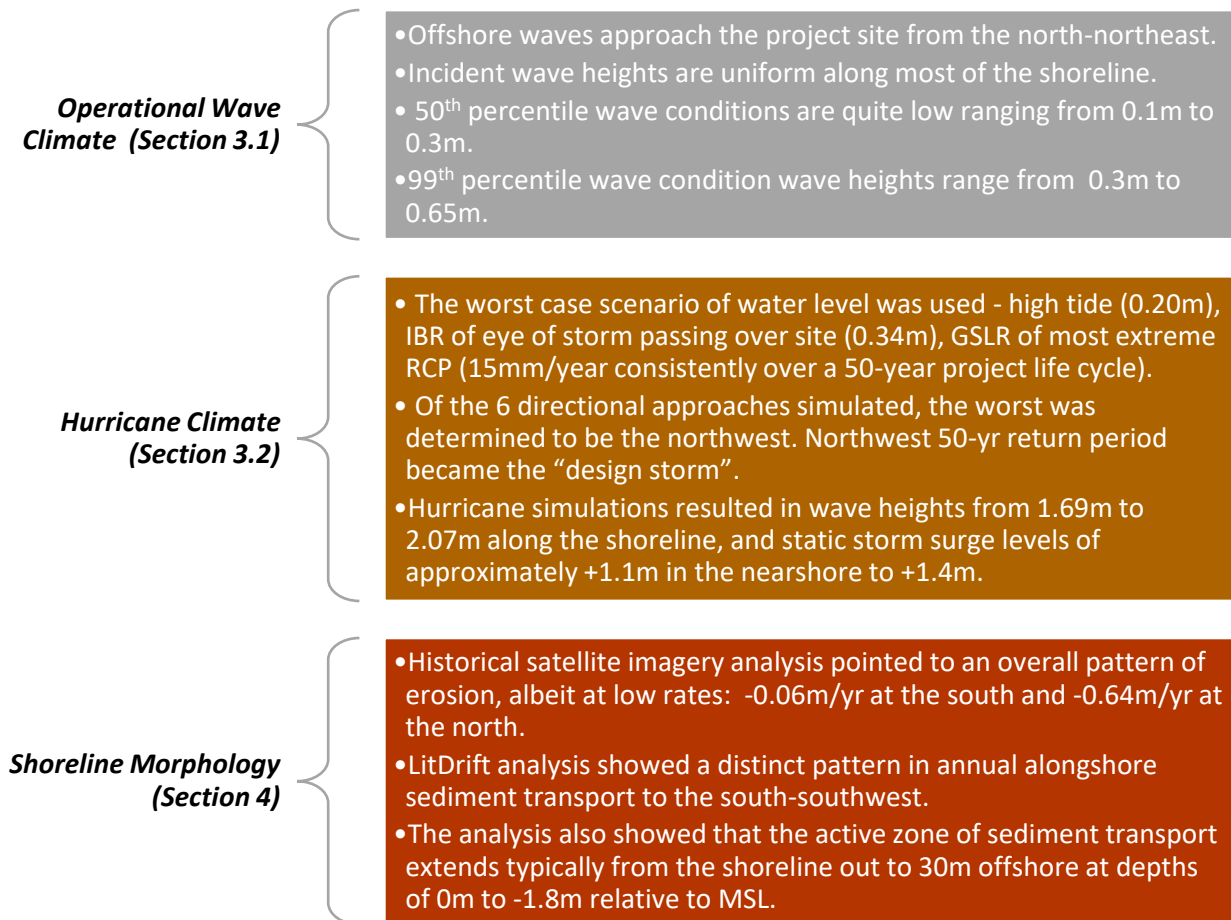 Operational Wave
Climate  (Section 3.1)
•Offshore waves approach the project site from the north-northeast.
•Incident wave heights are uniform along most of the shoreline.
• 50th percentile wave conditions are quite low ranging from 0.1m to
0.3m.
•99th percentile wave condition wave heights range from  0.3m to
0.65m.
Hurricane Climate
(Section 3.2)
• The worst case scenario of water level was used - high tide (0.20m),
IBR of eye of storm passing over site (0.34m), GSLR of most extreme
RCP (15mm/year consistently over a 50-year project life cycle).
• Of the 6 directional approaches simulated, the worst was
determined to be the northwest. Northwest 50-yr return period
became the “design storm”.
•Hurricane simulations resulted in wave heights from 1.69m to
2.07m along the shoreline, and static storm surge levels of
approximately +1.1m in the nearshore to +1.4m.
Shoreline Morphology
(Section 4)
•Historical satellite imagery analysis pointed to an overall pattern of
erosion, albeit at low rates:  -0.06m/yr at the south and -0.64m/yr at
the north.
•LitDrift analysis showed a distinct pattern in annual alongshore
sediment transport to the south-southwest.
•The analysis also showed that the active zone of sediment transport
extends typically from the shoreline out to 30m offshore at depths
of 0m to -1.8m relative to MSL.